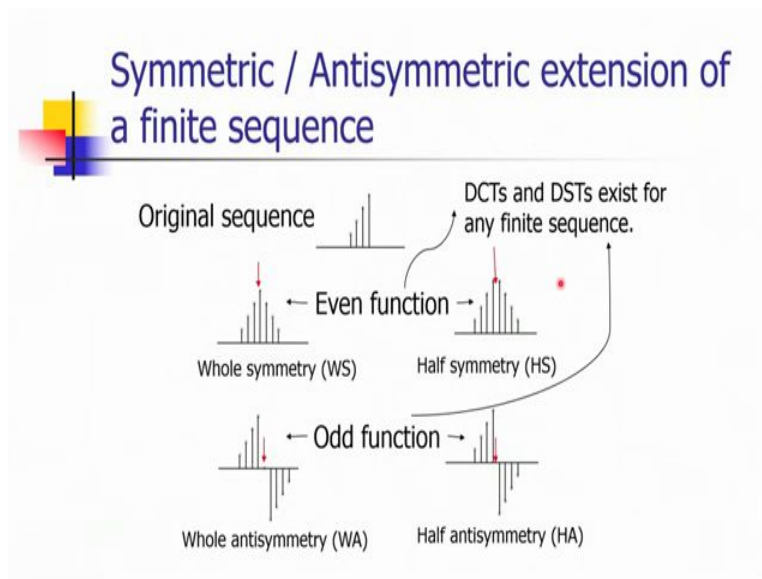 Symmetric / Antisymmetric extension of
a finite sequence
Original sequence
DCTs and DSTs exist for
any finite sequence.
Even function
Whole symmetry (WS)
Half symmetry (HS)
Odd function
Whole antisymmetry (WA)
Half antisymmetry (HA)